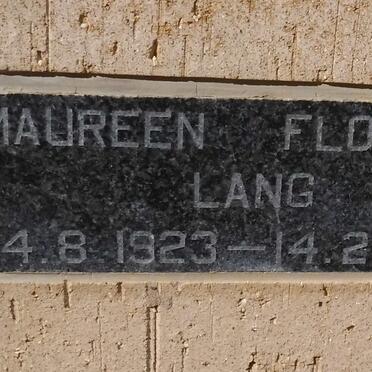 MAUREEN FLO
LANG
4.8 1923 — 14.2